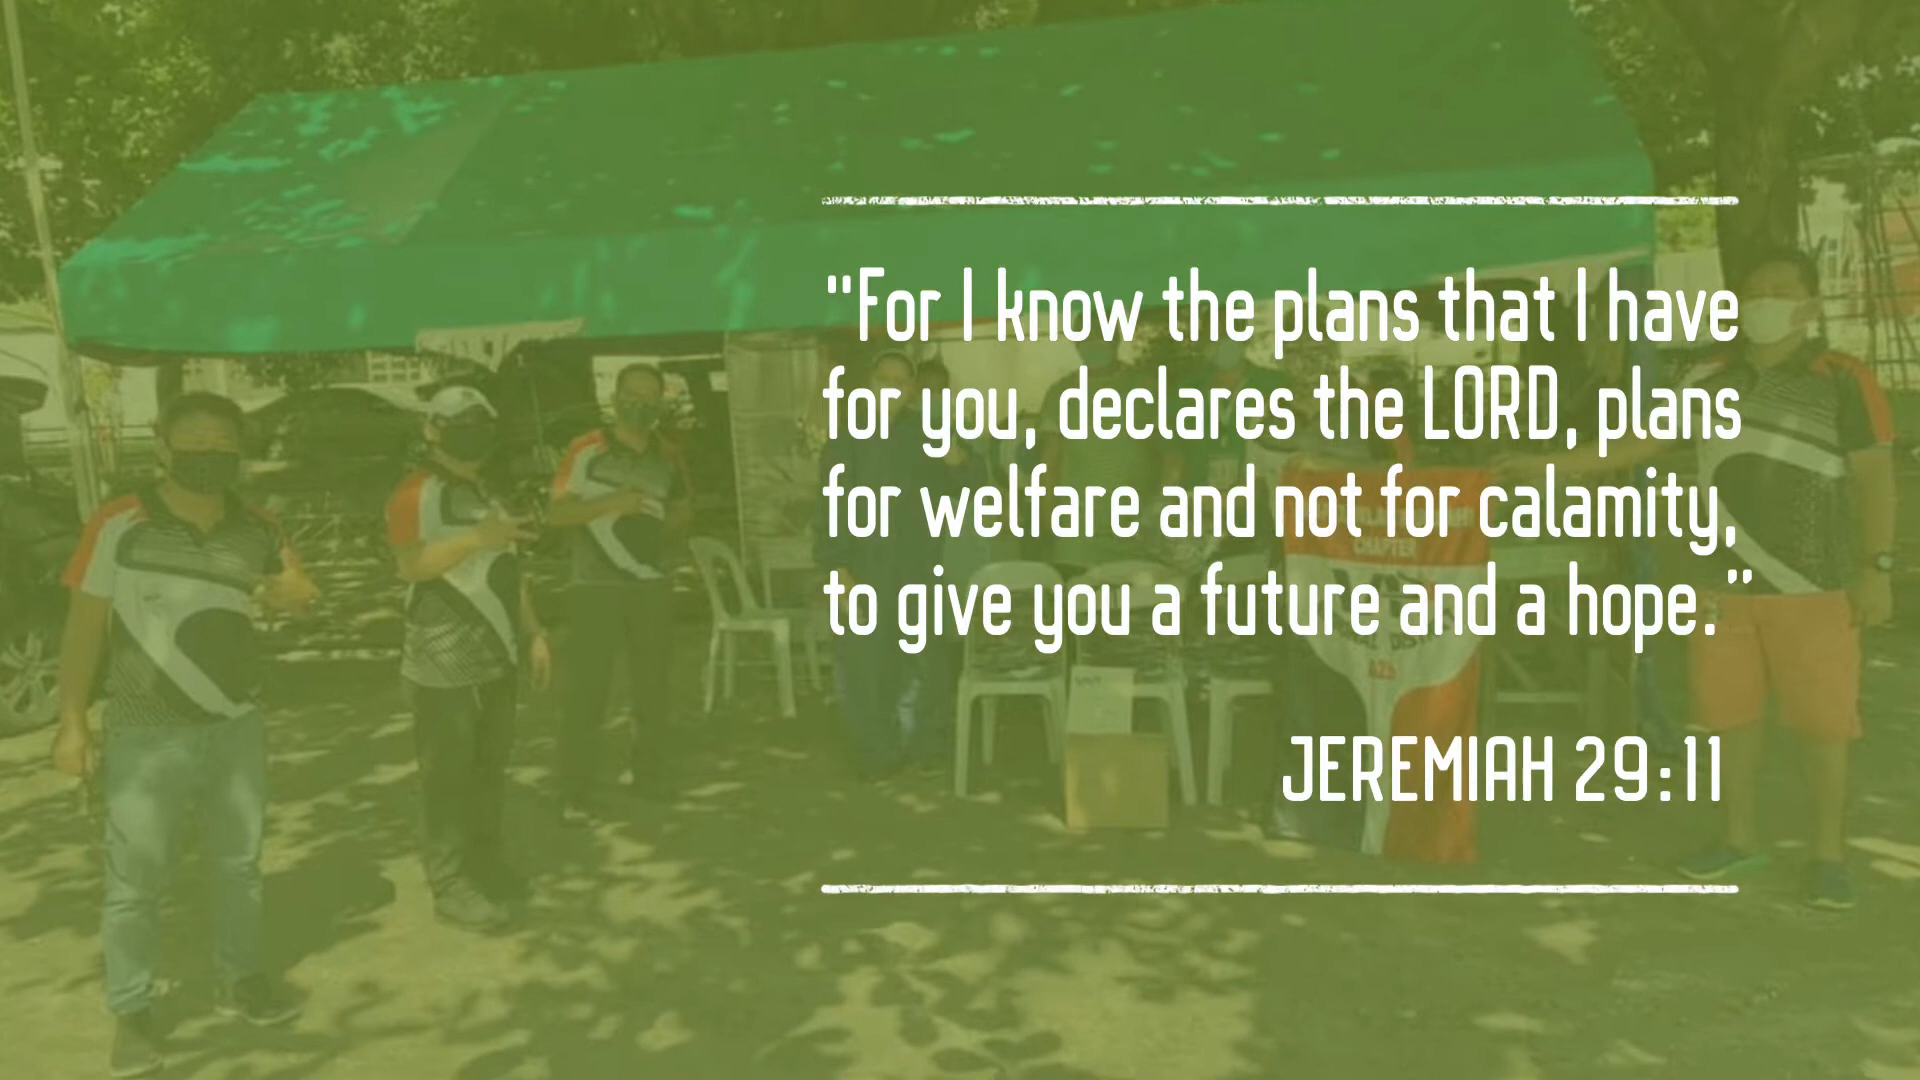 "For I know the plans that I have
for you, declares the LORD, plans
for welfare and not for calamity,
to give you a future and a hope."
JEREMIAH 29:11
CHAPTER